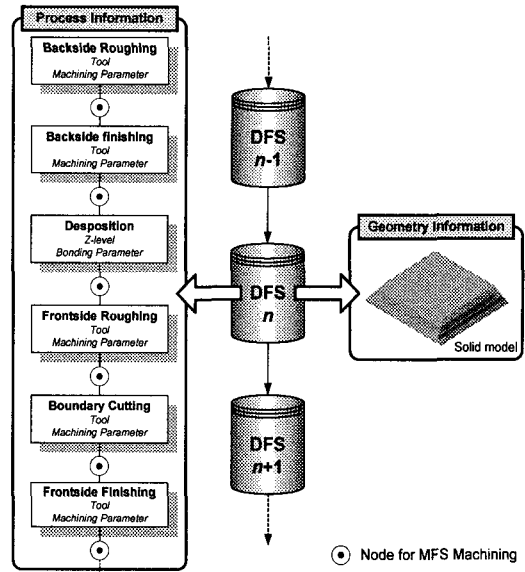 Process Information
Backside Roughing
Tool
Machining Parameter
Backside finishing
Tool
Machining Parameter
Desposition
Z-level
Bonding Parameter
Frontside Roughing
Tool
Machining Parameter
Boundary Cutting
Tool
Machining Parameter
Frontside Finishing
Tool
Machining Parameter
DFS
n-1
DFS
n
DFS
n+1
Geometry Information
Solid model
Node for MFS Machining